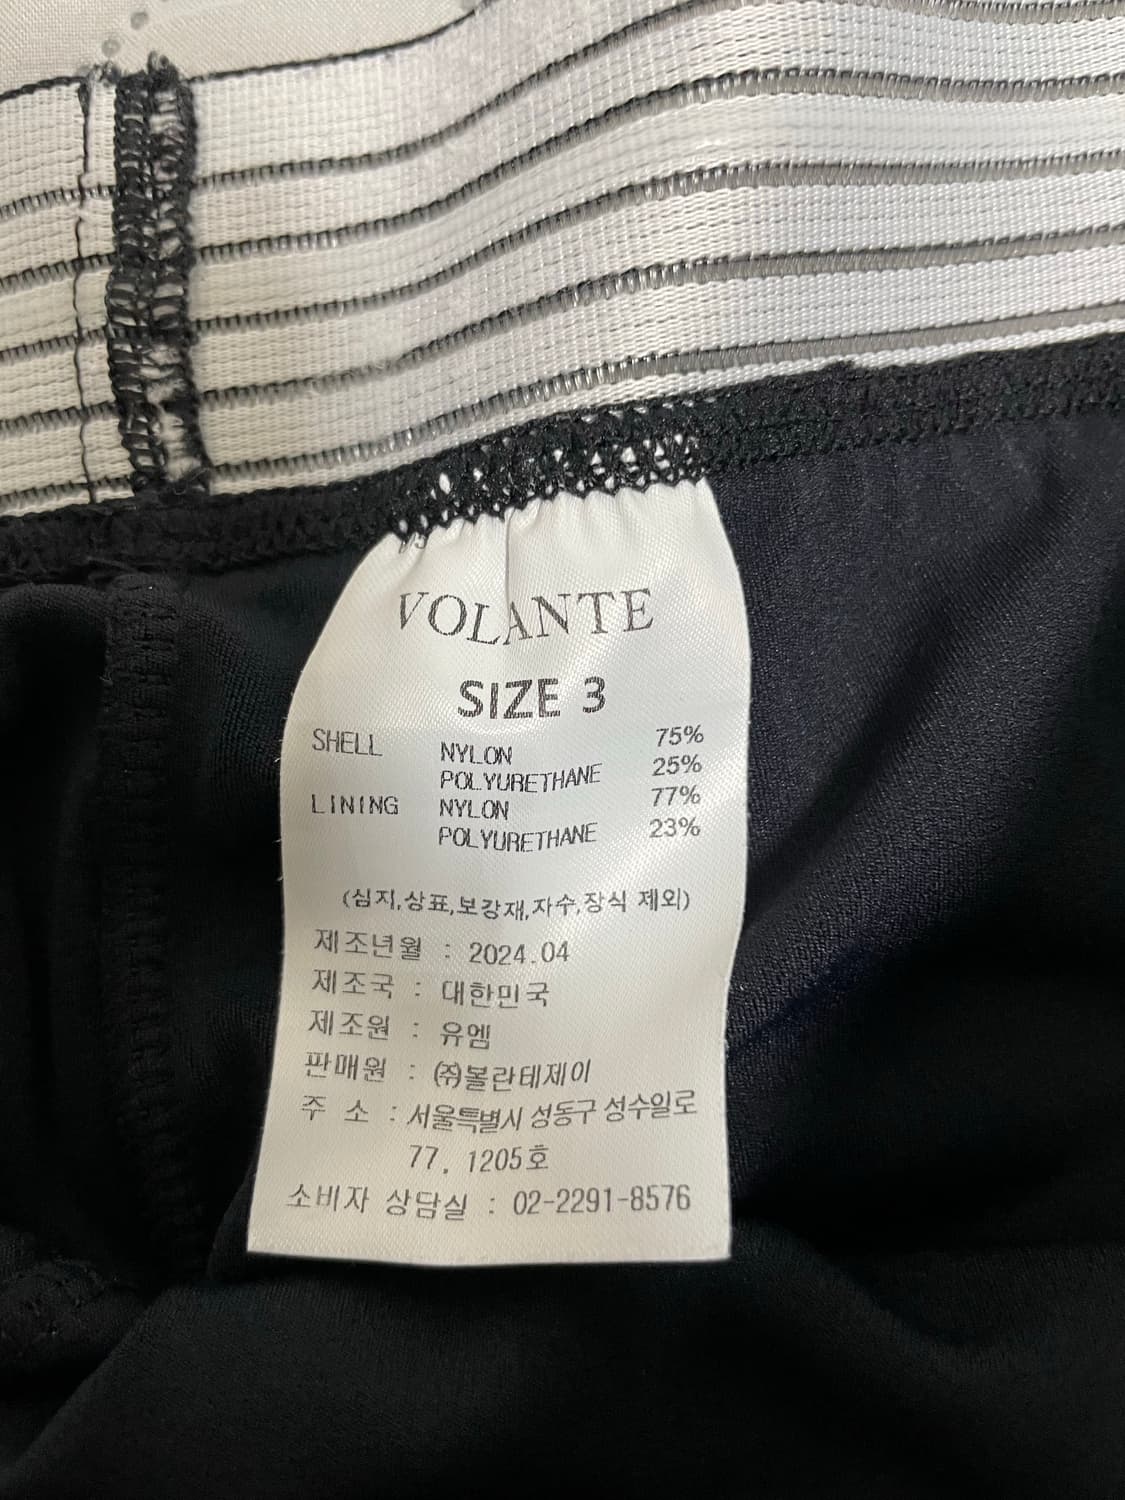 VOLANTE
SIZE 3
SHELL NYLON 75%
POLYURETHANE 25%
LINING NYLON 77%
POLYURETHANE 23%
(심지,상표,보강재,자수,장식 제외)
제조년월 : 2024.04
제조국 : 대한민국
제조원 : 유엠
판매원 : ㈜볼란테제이
주 소 : 서울특별시 성동구 성수일로
77, 1205호
소비자 상담실 : 02-2291-8576